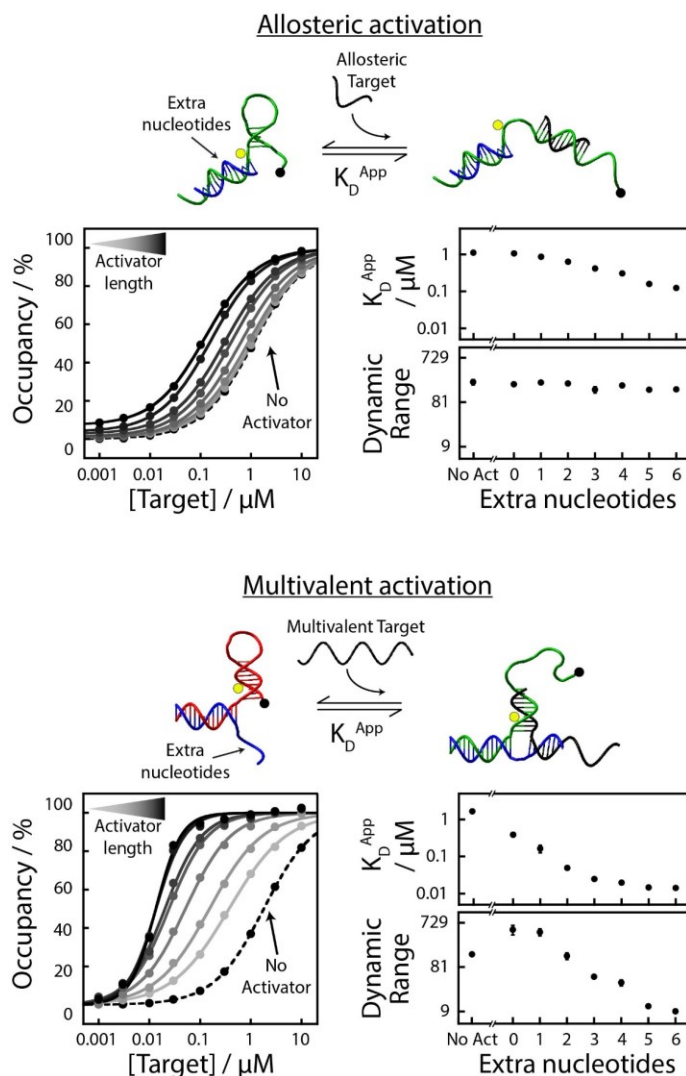 Allosteric activation
Allosteric
Target
Extra
nucleotides
K_D^App
Occupancy / %
100
80
60
40
20
0
Activator
length
No
Activator
0.001 0.01 0.1 1 10
[Target] / μM
K_D^App
/ μM
1
0.1
0.01
Dynamic
Range
729
81
9
No Act 0 1 2 3 4 5 6
Extra nucleotides
Multivalent activation
Multivalent Target
K_D^App
Extra
nucleotides
Occupancy / %
100
80
60
40
20
0
Activator
length
No
Activator
0.001 0.01 0.1 1 10
[Target] / μM
K_D^App
/ μM
1
0.1
0.01
Dynamic
Range
729
81
9
No Act 0 1 2 3 4 5 6
Extra nucleotides